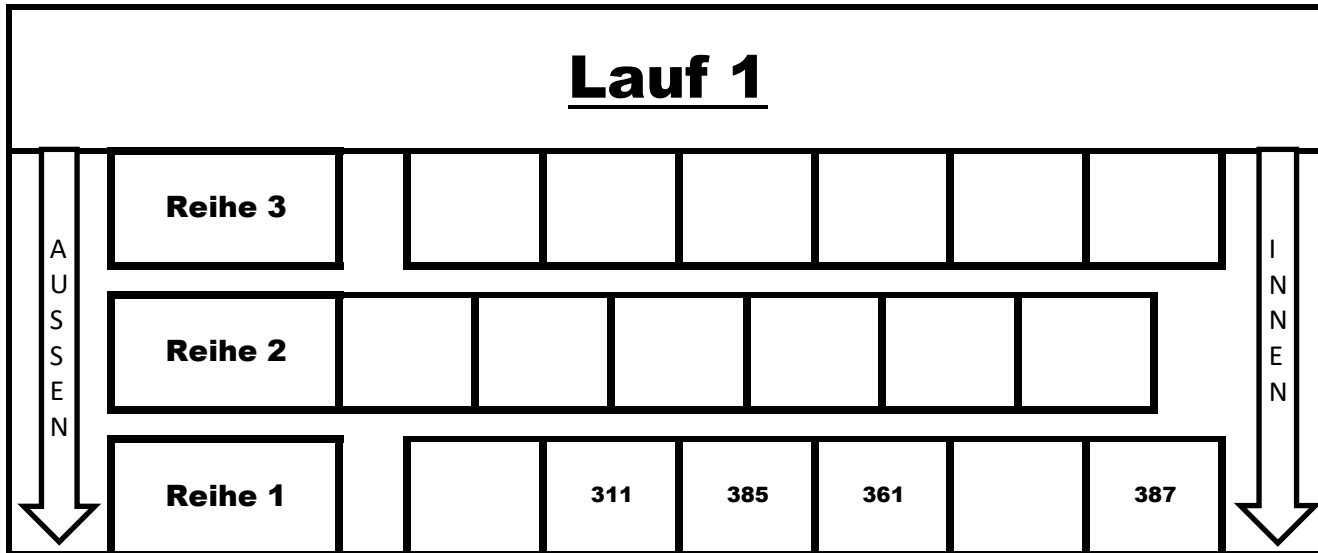 Lauf 1
AUSSEN
INNEN
Reihe 3
Reihe 2
Reihe 1 311 385 361 387